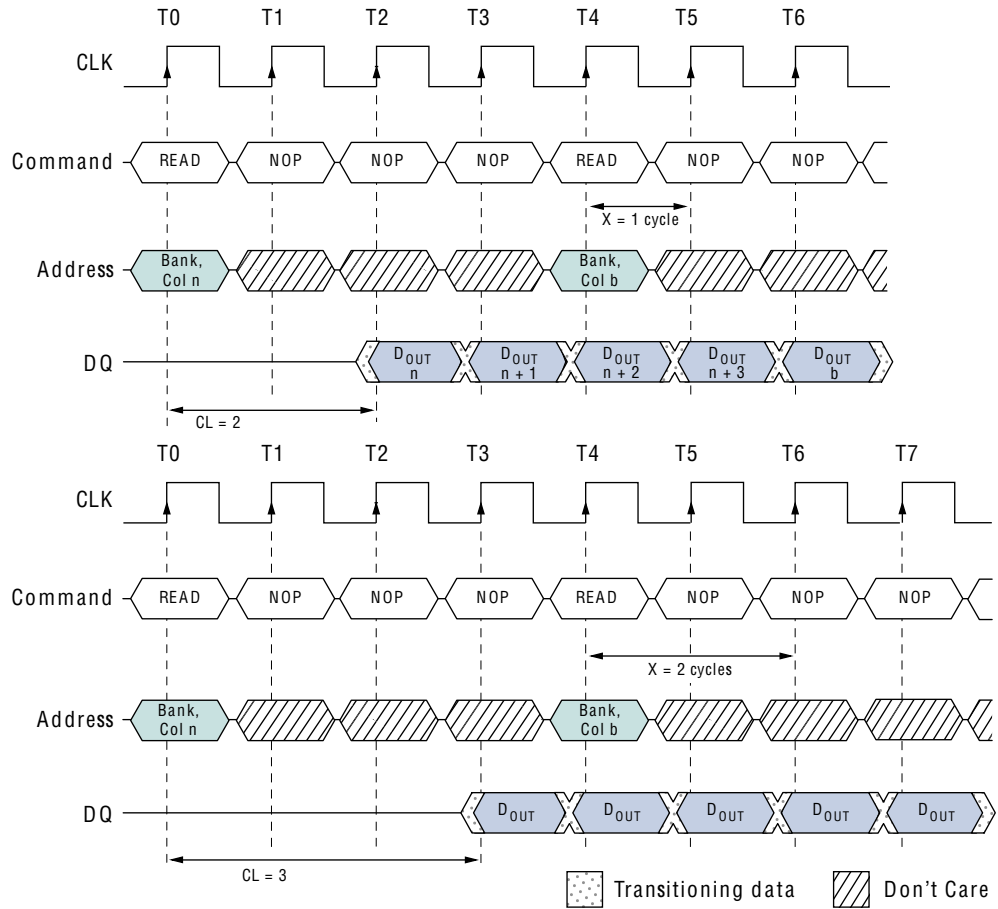 T0 T1 T2 T3 T4 T5 T6
CLK
Command READ NOP NOP NOP READ NOP NOP
X = 1 cycle
Address Bank, Col n Bank, Col b
DQ DOUT n DOUT n + 1 DOUT n + 2 DOUT n + 3 DOUT b
CL = 2
T0 T1 T2 T3 T4 T5 T6 T7
CLK
Command READ NOP NOP NOP READ NOP NOP NOP
X = 2 cycles
Address Bank, Col n Bank, Col b
DQ DOUT DOUT DOUT DOUT DOUT
CL = 3
Transitioning data Don't Care